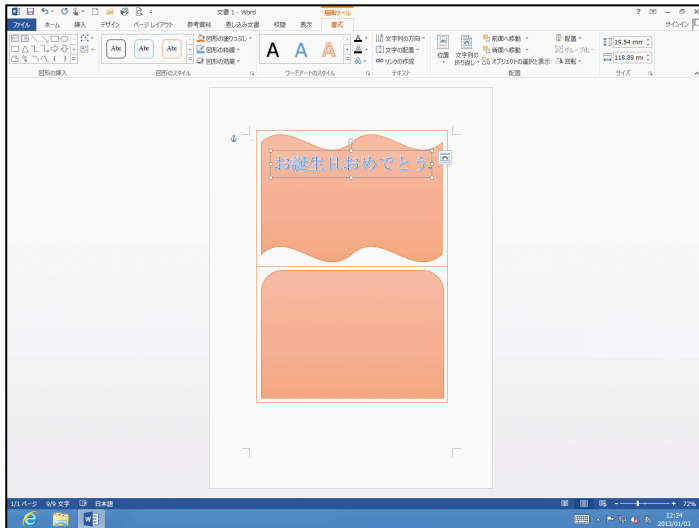 文書 1 - Word
描画ツール
ファイル ホーム 挿入 デザイン ページ レイアウト 参考資料 差し込み文書 校閲 表示 書式 サインイン
Abc Abc Abc
図形の塗りつぶし
図形の枠線
図形の効果
A A A
文字列の方向
文字の配置
リンクの作成
位置
文字列の
折り返し
前面へ移動
背面へ移動
オブジェクトの選択と表示
配置
グループ化
回転
19.54 mm
118.89 mi
図形の挿入 図形のスタイル ワードアートのスタイル テキスト 配置 サイズ
お誕生日おめでとう
1/1 ページ 9/9 文字 日本語 72%
12:24
2013/01/03